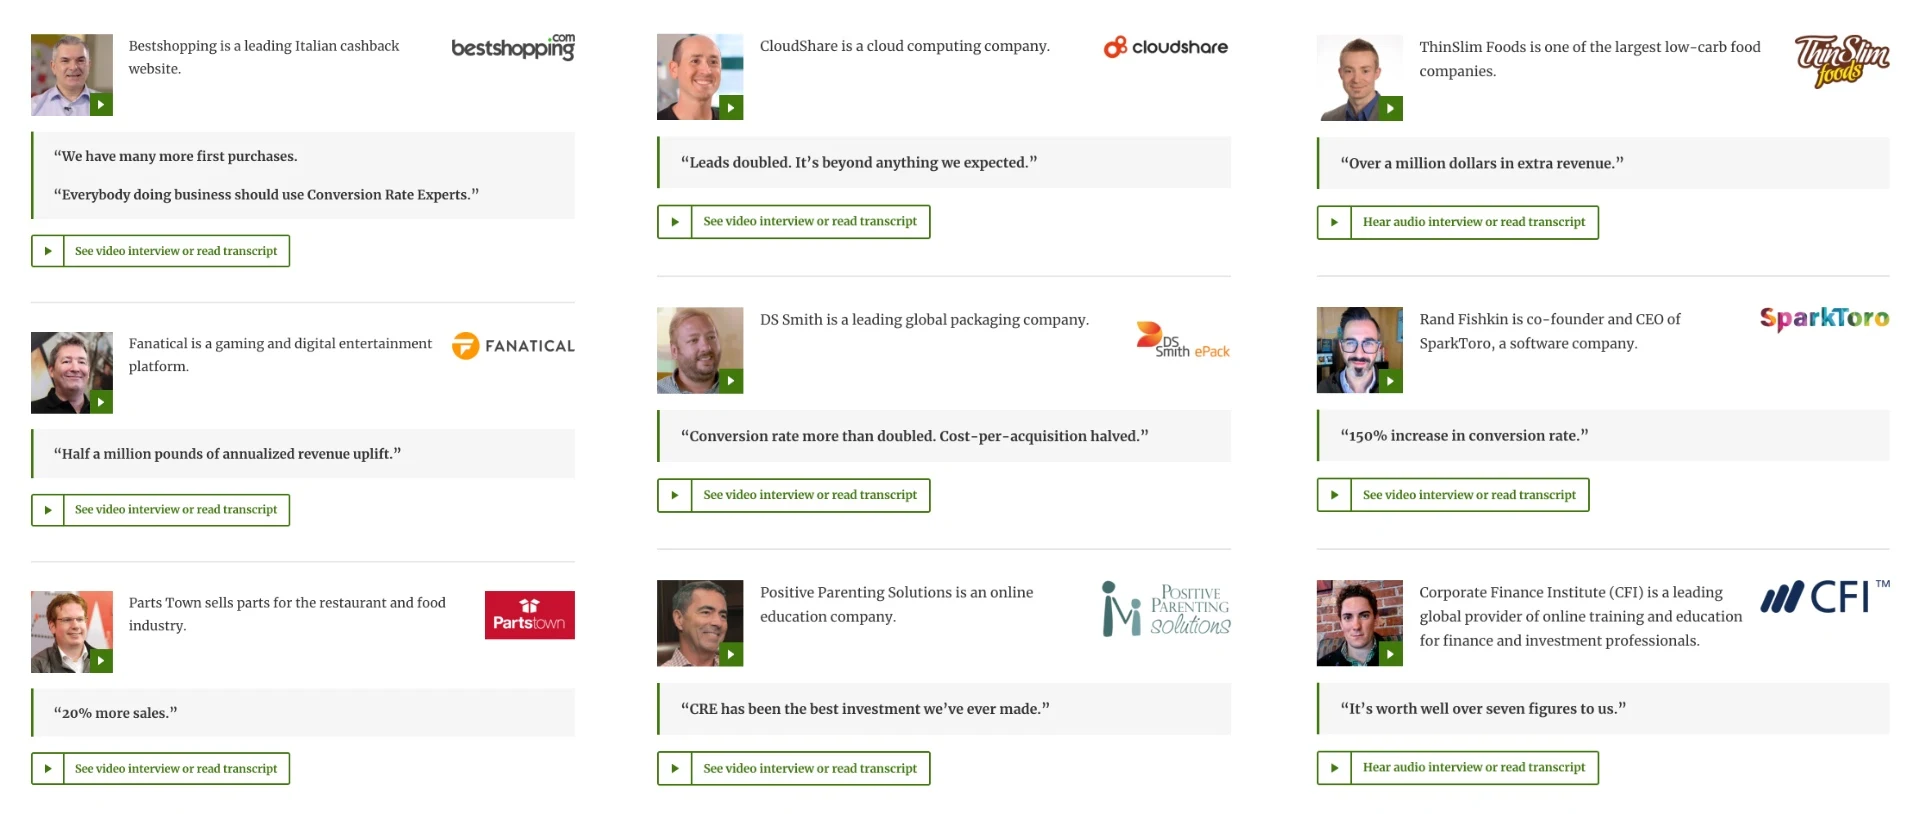 Bestshopping is a leading Italian cashback
website.
bestshopping.com
“We have many more first purchases.
“Everybody doing business should use Conversion Rate Experts.”
See video interview or read transcript
Fanatical is a gaming and digital entertainment
platform.
FANATICAL
“Half a million pounds of annualized revenue uplift.”
See video interview or read transcript
Parts Town sells parts for the restaurant and food
industry.
Partstown
“20% more sales.”
See video interview or read transcript
CloudShare is a cloud computing company.
cloudshare
“Leads doubled. It’s beyond anything we expected.”
See video interview or read transcript
DS Smith is a leading global packaging company.
DS
Smith ePack
“Conversion rate more than doubled. Cost-per-acquisition halved.”
See video interview or read transcript
Positive Parenting Solutions is an online
education company.
POSITIVE
PARENTING
solutions
“CRE has been the best investment we’ve ever made.”
See video interview or read transcript
ThinSlim Foods is one of the largest low-carb food
companies.
ThinSlim
foods
“Over a million dollars in extra revenue.”
Hear audio interview or read transcript
Rand Fishkin is co-founder and CEO of
SparkToro, a software company.
SparkToro
“150% increase in conversion rate.”
See video interview or read transcript
Corporate Finance Institute (CFI) is a leading
global provider of online training and education
for finance and investment professionals.
CFI™
“It’s worth well over seven figures to us.”
Hear audio interview or read transcript